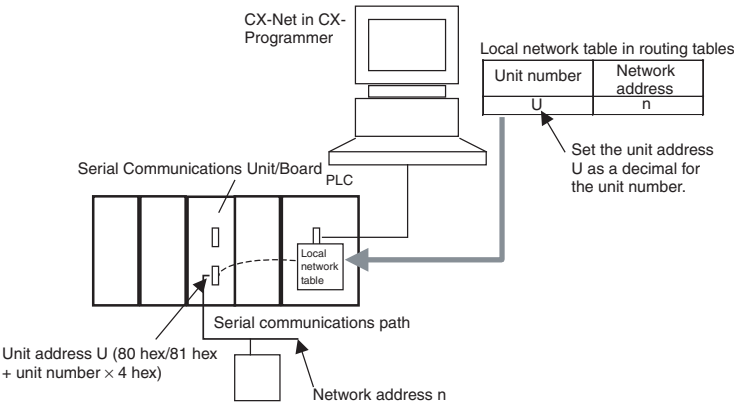 CX-Net in CX-
Programmer
Local network table in routing tables
Unit number
Network
address
U
n
Set the unit address
U as a decimal for
the unit number.
Serial Communications Unit/Board
PLC
Local
network
table
Serial communications path
Unit address U (80 hex/81 hex
+ unit number × 4 hex)
Network address n